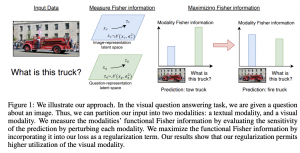 Input Data
Measure Fisher information
Maximizing Fisher information
Modality Fisher information
Modality Fisher information
Image-representation
latent space
Question-representation
latent space
What is this truck?
What is this
truck?
What is this
truck?
Prediction: tow truck
Prediction: fire truck
Figure 1: We illustrate our approach. In the visual question answering task, we are given a question
about an image. Thus, we can partition our input into two modalities: a textual modality, and a visual
modality. We measure the modalities' functional Fisher information by evaluating the sensitivity
of the prediction by perturbing each modality. We maximize the functional Fisher information by
incorporating it into our loss as a regularization term. Our results show that our regularization permits
higher utilization of the visual modality.